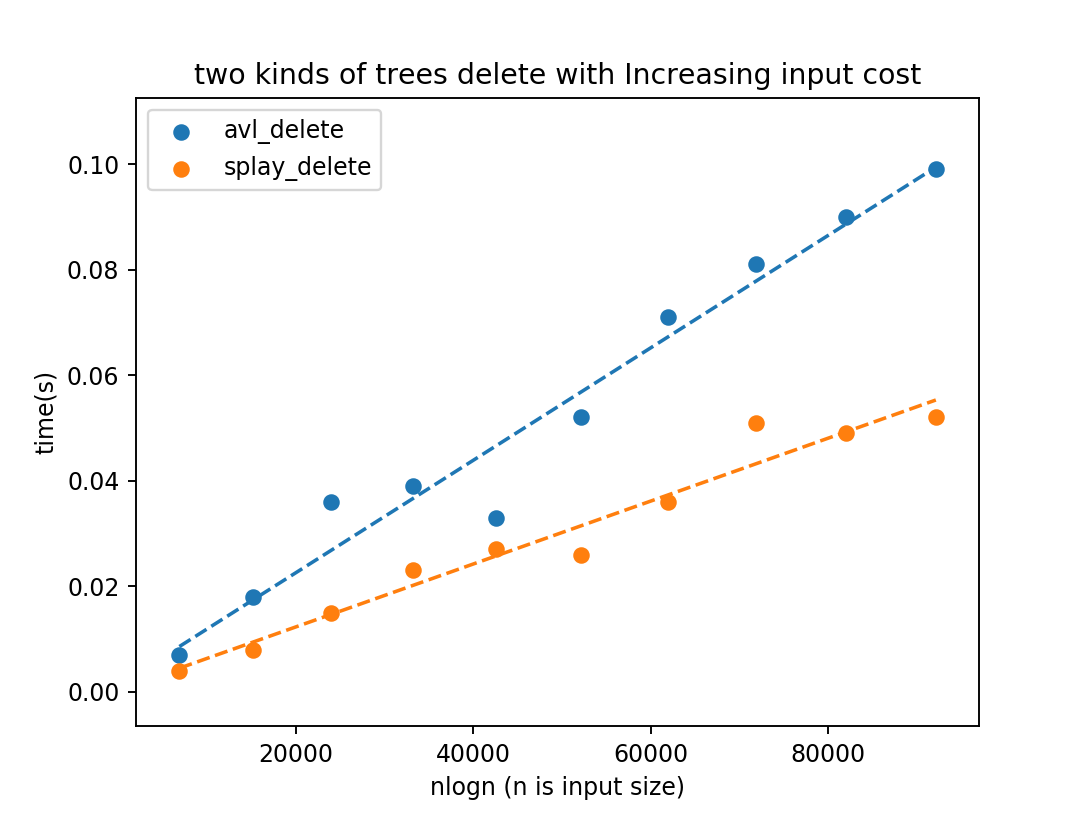 two kinds of trees delete with Increasing input cost
avl_delete
splay_delete
0.10
0.08
0.06
0.04
0.02
0.00
time(s)
20000 40000 60000 80000
nlogn (n is input size)